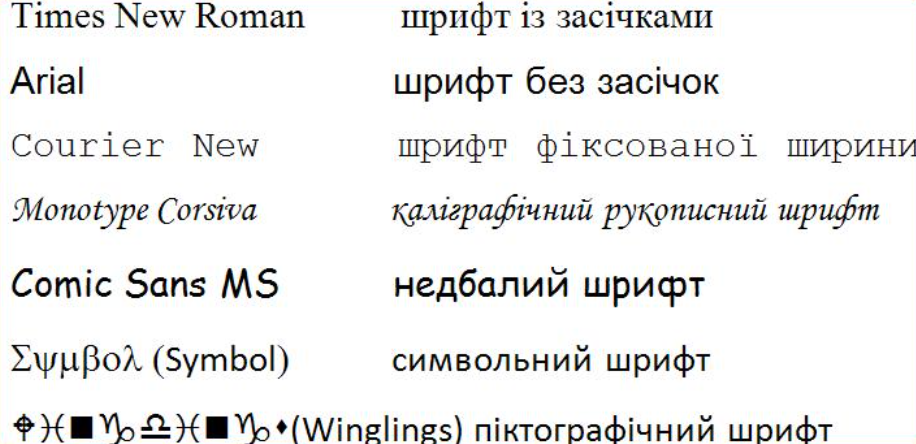 Times New Roman шрифт із засічками
Arial шрифт без засічок
Courier New шрифт фіксованої ширини
Monotype Corsiva каліграфічний рукописний шрифт
Comic Sans MS недбалий шрифт
Σψμβολ (Symbol) символьний шрифт
⌖♓■♑♎♓■♑⬧(Winglings) піктографічний шрифт